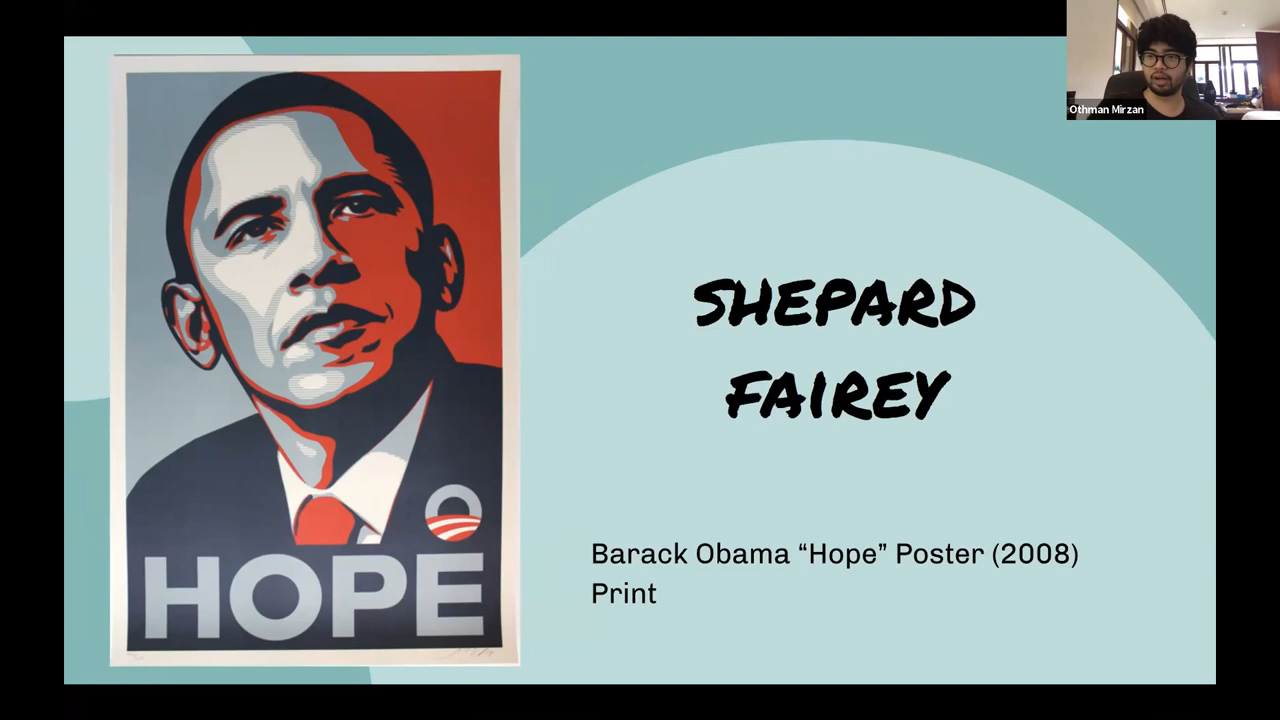 Othman Mirzan
SHEPARD
FAIREY
HOPE
Barack Obama “Hope” Poster (2008)
Print